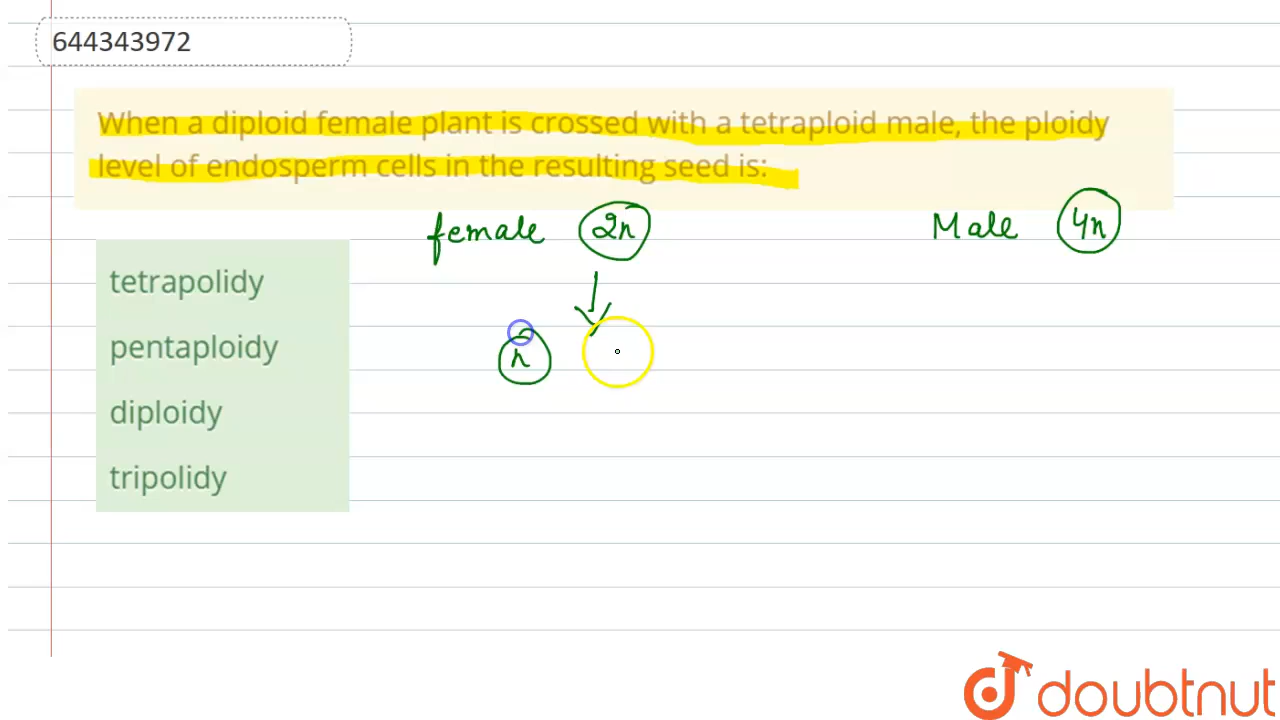 644343972
When a diploid female plant is crossed with a tetraploid male, the ploidy
level of endosperm cells in the resulting seed is:
female 2n
Male 4n
tetrapolidy
n
pentaploidy
diploidy
tripolidy
doubtnut